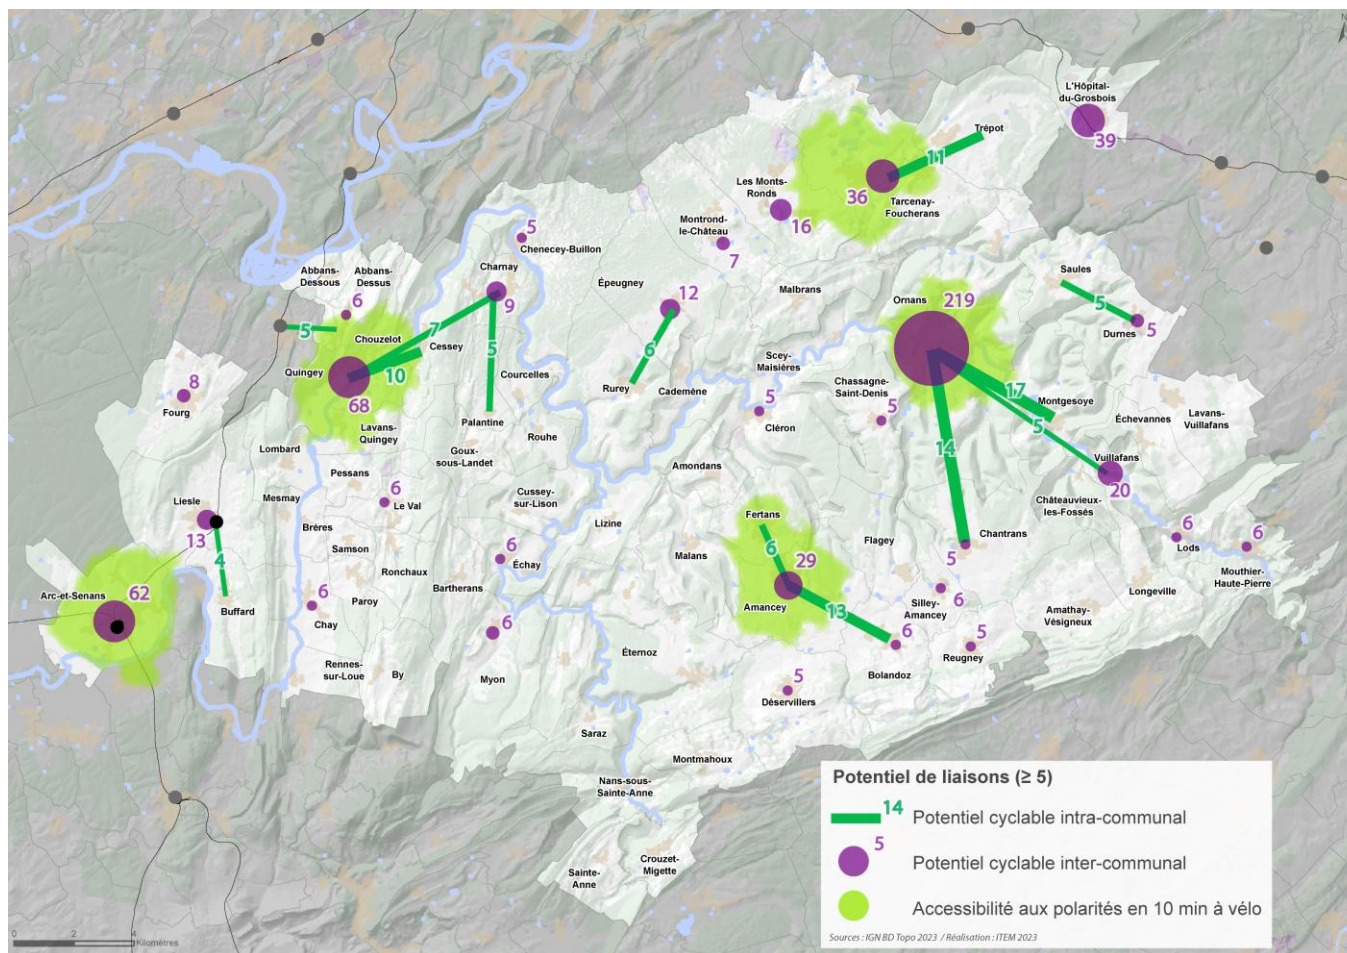 N
L'Hôpital-
du-Grosbois
39
Trépot
11
36
Tarcenay-
Foucherans
Les Monts-
Ronds
16
Montrond-
le-Château
7
5
Chenecey-Buillon
Charnay
9
Abbans-
Dessous
Abbans-
Dessus
6
5
Chouzelot
7
Cessey
10
Quingey
68
5
Courcelles
Épeugney
12
6
Rurey
Malbrans
Ornans
219
Saules
5
Durnes
5
Scey-
Maisières
Cademène
Chassagne-
Saint-Denis
5
5
Cléron
17
Montgesoye
5
Échevannes
Lavans-
Vuillafans
14
Vuillafans
20
8
Fourg
Lavans-
Quingey
Palantine
Rouhe
Lombard
Goux-
sous-Landet
Pessans
Amondans
6
Le Val
Mesmay
Cussey-
sur-Lison
Châteauvieux-
les-Fossés
Liesle
13
Brères
Lizine
Fertans
6
Flagey
Chantrans
5
6
Lods
6
Mouthier-
Haute-Pierre
Samson
4
6
Échay
Malans
29
Ronchaux
Bartherans
Longeville
Arc-et-Senans
62
Buffard
6
Chay
Paroy
Amancey
13
Silley-
Amancey
6
Amathay-
Vésigneux
6
Myon
Éternoz
6
Bolandoz
5
Reugney
Rennes-
sur-Loue
By
5
Déservillers
Saraz
Montmahoux
Nans-sous-
Sainte-Anne
Sainte-
Anne
Crouzet-
Migette
Potentiel de liaisons (≥ 5)
14
Potentiel cyclable intra-communal
5
Potentiel cyclable inter-communal
Accessibilité aux polarités en 10 min à vélo
Sources : IGN BD Topo 2023 / Réalisation : ITEM 2023
0 2 4
Kilomètres